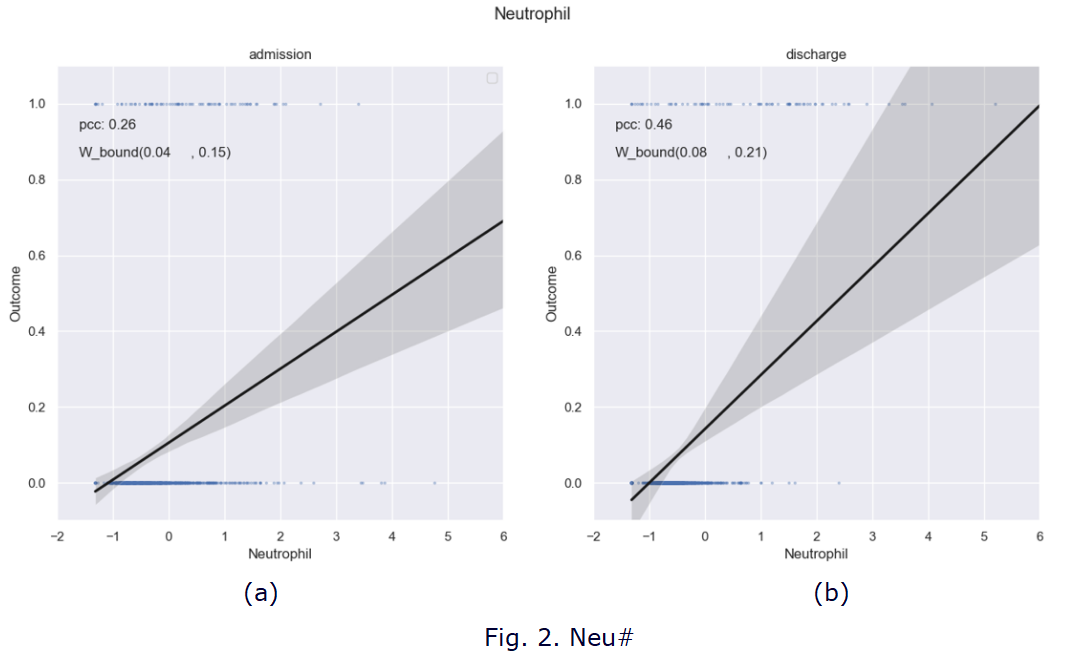 Neutrophil
admission
1.0
0.8
0.6
0.4
0.2
0.0
Outcome
pcc: 0.26
W_bound(0.04 , 0.15)
−2 −1 0 1 2 3 4 5 6
Neutrophil
(a)
discharge
1.0
0.8
0.6
0.4
0.2
0.0
Outcome
pcc: 0.46
W_bound(0.08 , 0.21)
−2 −1 0 1 2 3 4 5 6
Neutrophil
(b)
Fig. 2. Neu#